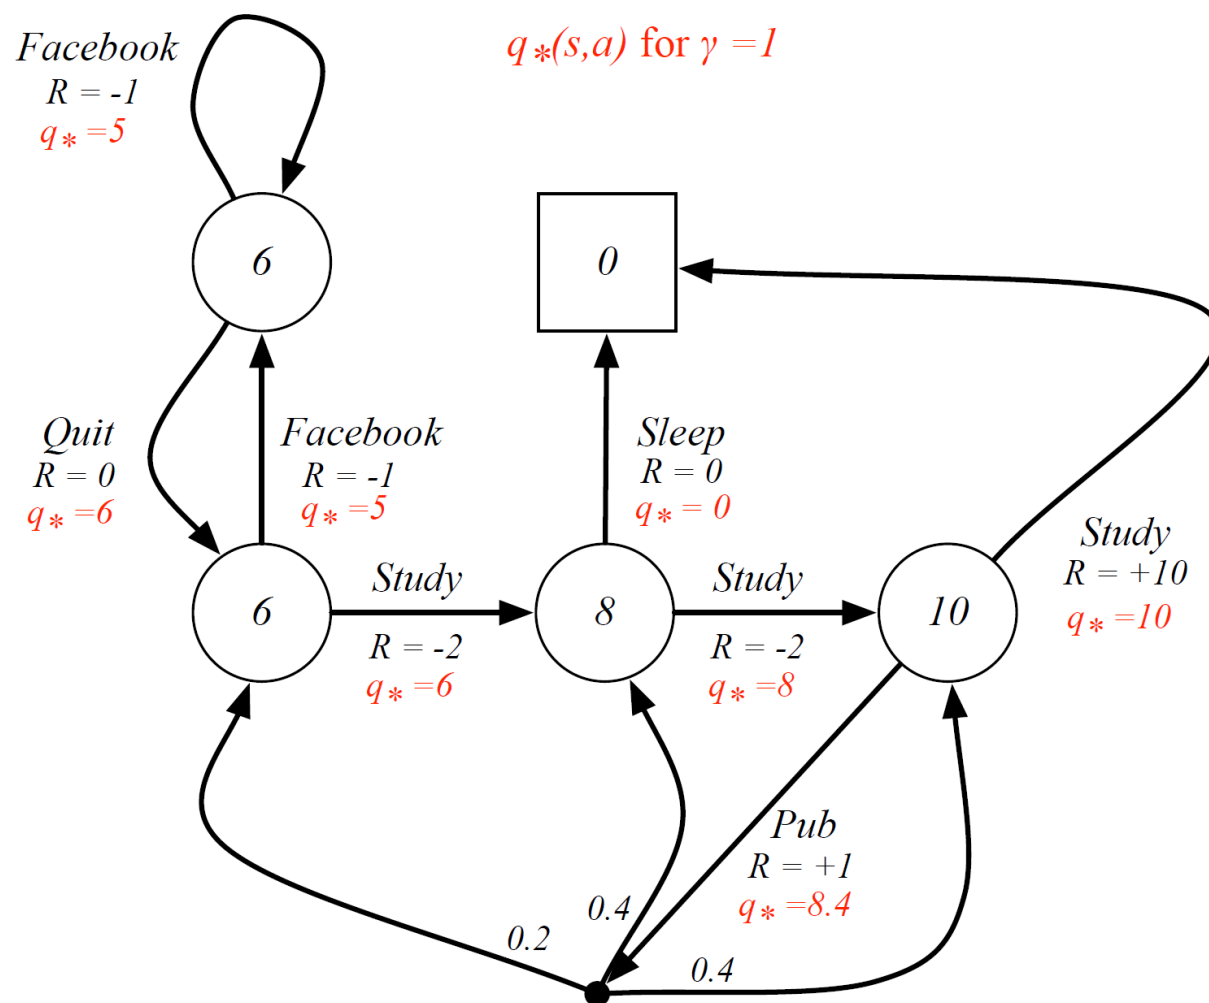 Facebook
R = -1
q* =5
q*(s,a) for γ =1
6
0
Quit
R = 0
q* =6
Facebook
R = -1
q* =5
Sleep
R = 0
q* = 0
Study
R = +10
q* =10
6
Study
R = -2
q* =6
8
Study
R = -2
q* =8
10
Pub
R = +1
q* =8.4
0.2
0.4
0.4